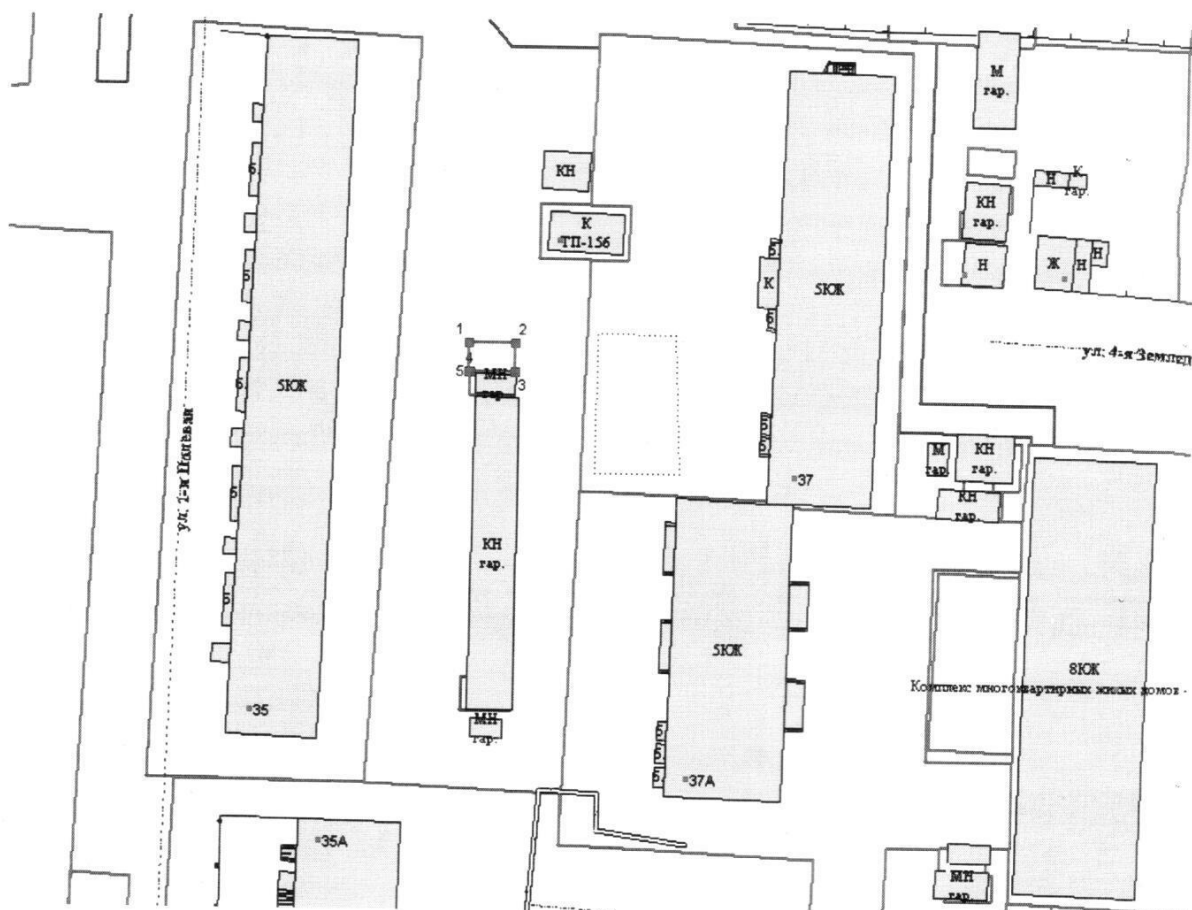 М
гар.
КН
Н
К
гар.
КН
гар.
К
ТП-156
Н
Ж
Н
Н
5КЖ
5КЖ
5КЖ
5КЖ
8КЖ
б
б
б
б
б
б
б
К
б
б
б
1
2
4
5
3
МН
гар.
КН
гар.
МН
гар.
ул. 1-я Полевая
ул. 4-я Землед
37
М
гар.
КН
гар.
КН
гар.
Комплекс многоквартирных жилых домов -
35
б
б
б
37А
35А
МН
гар.